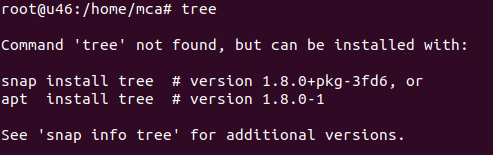 root@u46:/home/mca# tree
Command 'tree' not found, but can be installed with:
snap install tree  # version 1.8.0+pkg-3fd6, or
apt  install tree  # version 1.8.0-1
See 'snap info tree' for additional versions.